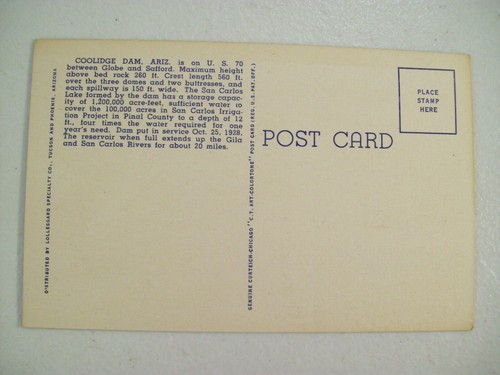 COOLIDGE DAM, ARIZ. is on U. S. 70
between Globe and Safford. Maximum height
above bed rock 260 ft. Crest length 560 ft.
over the three domes and two buttresses, and
each spillway is 150 ft. wide. The San Carlos
Lake formed by the dam has a storage capac-
ity of 1,200,000 acre-feet, sufficient water to
cover the 100,000 acres in San Carlos Irriga-
tion Project in Pinal County to a depth of 12
ft., four times the water required for one
year's need. Dam put in service Oct. 25, 1928.
The reservoir when full extends up the Gila
and San Carlos Rivers for about 20 miles.
DISTRIBUTED BY LOLLESGARD SPECIALTY CO., TUCSON AND PHOENIX, ARIZONA
GENUINE CURTEICH-CHICAGO "C.T. ART-COLORTONE" POST CARD (REG. U.S. PAT. OFF.)
POST CARD
PLACE
STAMP
HERE